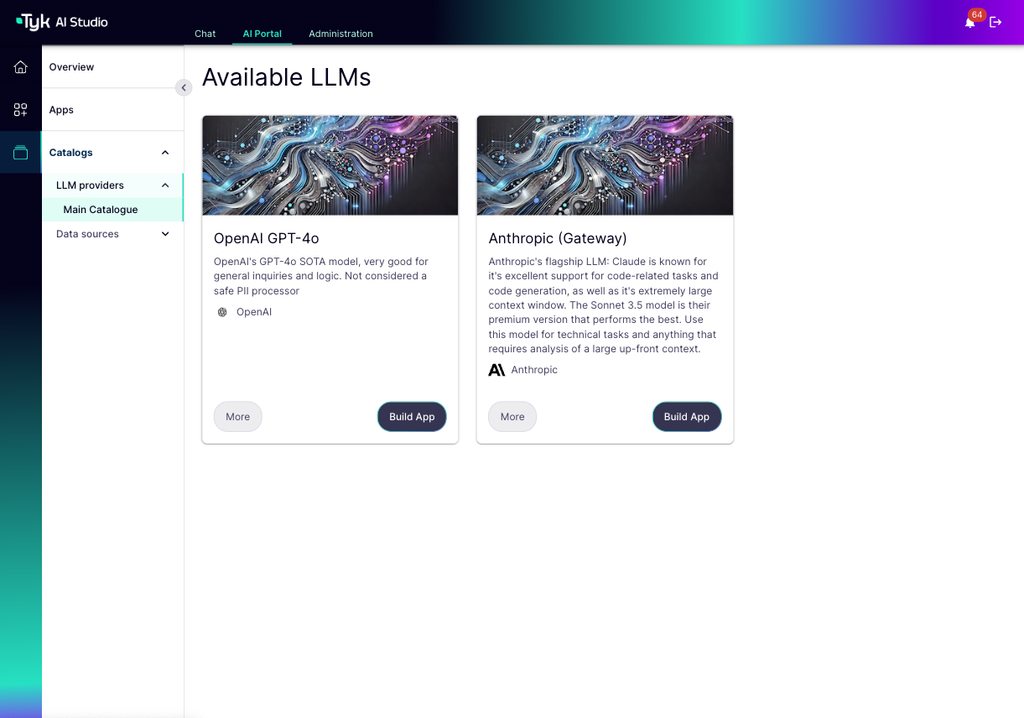 Tyk AI Studio
Chat
AI Portal
Administration
64
Overview
Apps
Catalogs
LLM providers
Main Catalogue
Data sources
Available LLMs
OpenAI GPT-4o
OpenAI's GPT-4o SOTA model, very good for
general inquiries and logic. Not considered a
safe PII processor
OpenAI
More
Build App
Anthropic (Gateway)
Anthropic's flagship LLM: Claude is known for
it's excellent support for code-related tasks and
code generation, as well as it's extremely large
context window. The Sonnet 3.5 model is their
premium version that performs the best. Use
this model for technical tasks and anything that
requires analysis of a large up-front context.
Anthropic
More
Build App